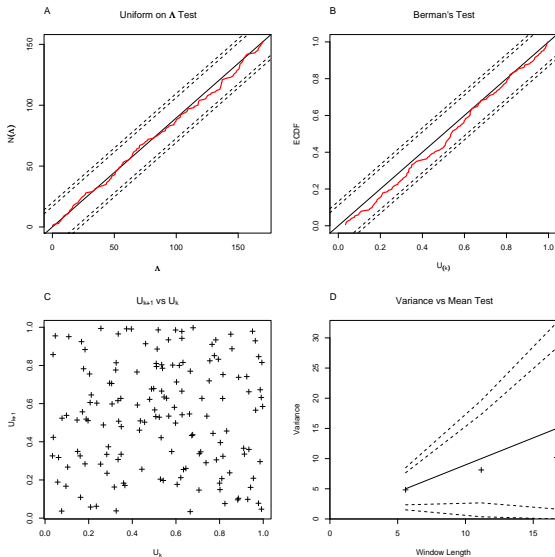 A
Uniform on Λ Test
N(Λ)
0
50
100
150
0
50
100
150
Λ
B
Berman's Test
ECDF
0.0
0.2
0.4
0.6
0.8
1.0
0.0
0.2
0.4
0.6
0.8
1.0
U(k)
C
Uk+1 vs Uk
Uk+1
0.0
0.2
0.4
0.6
0.8
1.0
0.0
0.2
0.4
0.6
0.8
1.0
Uk
D
Variance vs Mean Test
Variance
0
5
10
15
20
25
30
5
10
15
Window Length